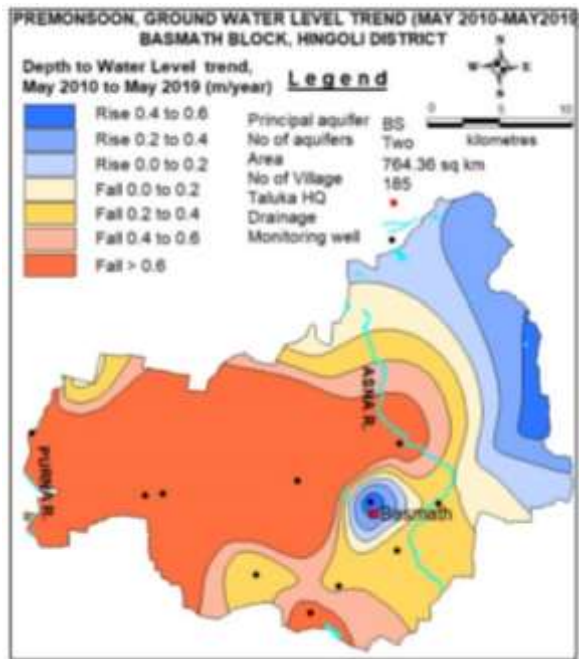 PREMONSOON, GROUND WATER LEVEL TREND (MAY 2010-MAY2019
BASMATH BLOCK, HINGOLI DISTRICT
Depth to Water Level trend,
May 2010 to May 2019 (m/year)
Legend
N
W E
S
Rise 0.4 to 0.6
Rise 0.2 to 0.4
Rise 0.0 to 0.2
Fall 0.0 to 0.2
Fall 0.2 to 0.4
Fall 0.4 to 0.6
Fall > 0.6
Principal aquifer BS
No of aquifers Two
Area 764.36 sq km
No of Village 185
Taluka HQ
Drainage
Monitoring well
0 5 10
kilometres
ASNA R.
PURNA R.
Basmath